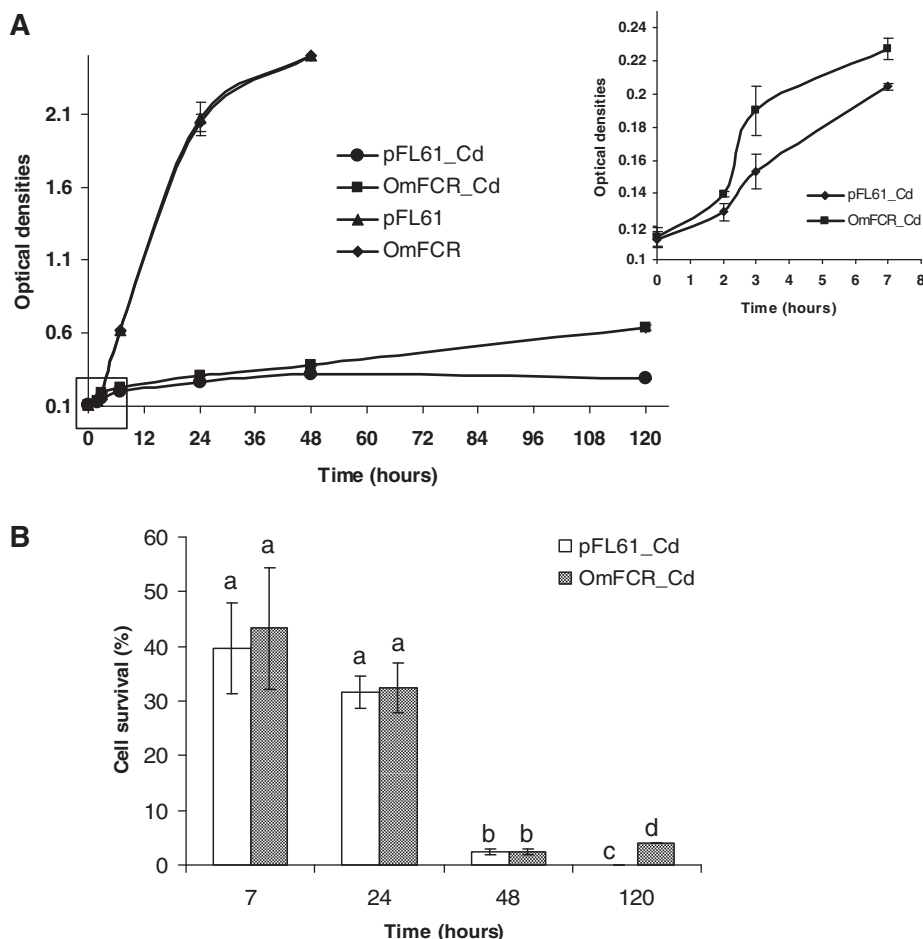 A
Optical densities
2.1
1.6
1.1
0.6
0.1
0 12 24 36 48 60 72 84 96 108 120
Time (hours)
pFL61_Cd
OmFCR_Cd
pFL61
OmFCR
Optical densities
0.24
0.22
0.2
0.18
0.16
0.14
0.12
0.1
0 1 2 3 4 5 6 7 8
Time (hours)
pFL61_Cd
OmFCR_Cd
B
Cell survival (%)
60
50
40
30
20
10
0
a a
a a
b b
c d
7 24 48 120
Time (hours)
pFL61_Cd
OmFCR_Cd